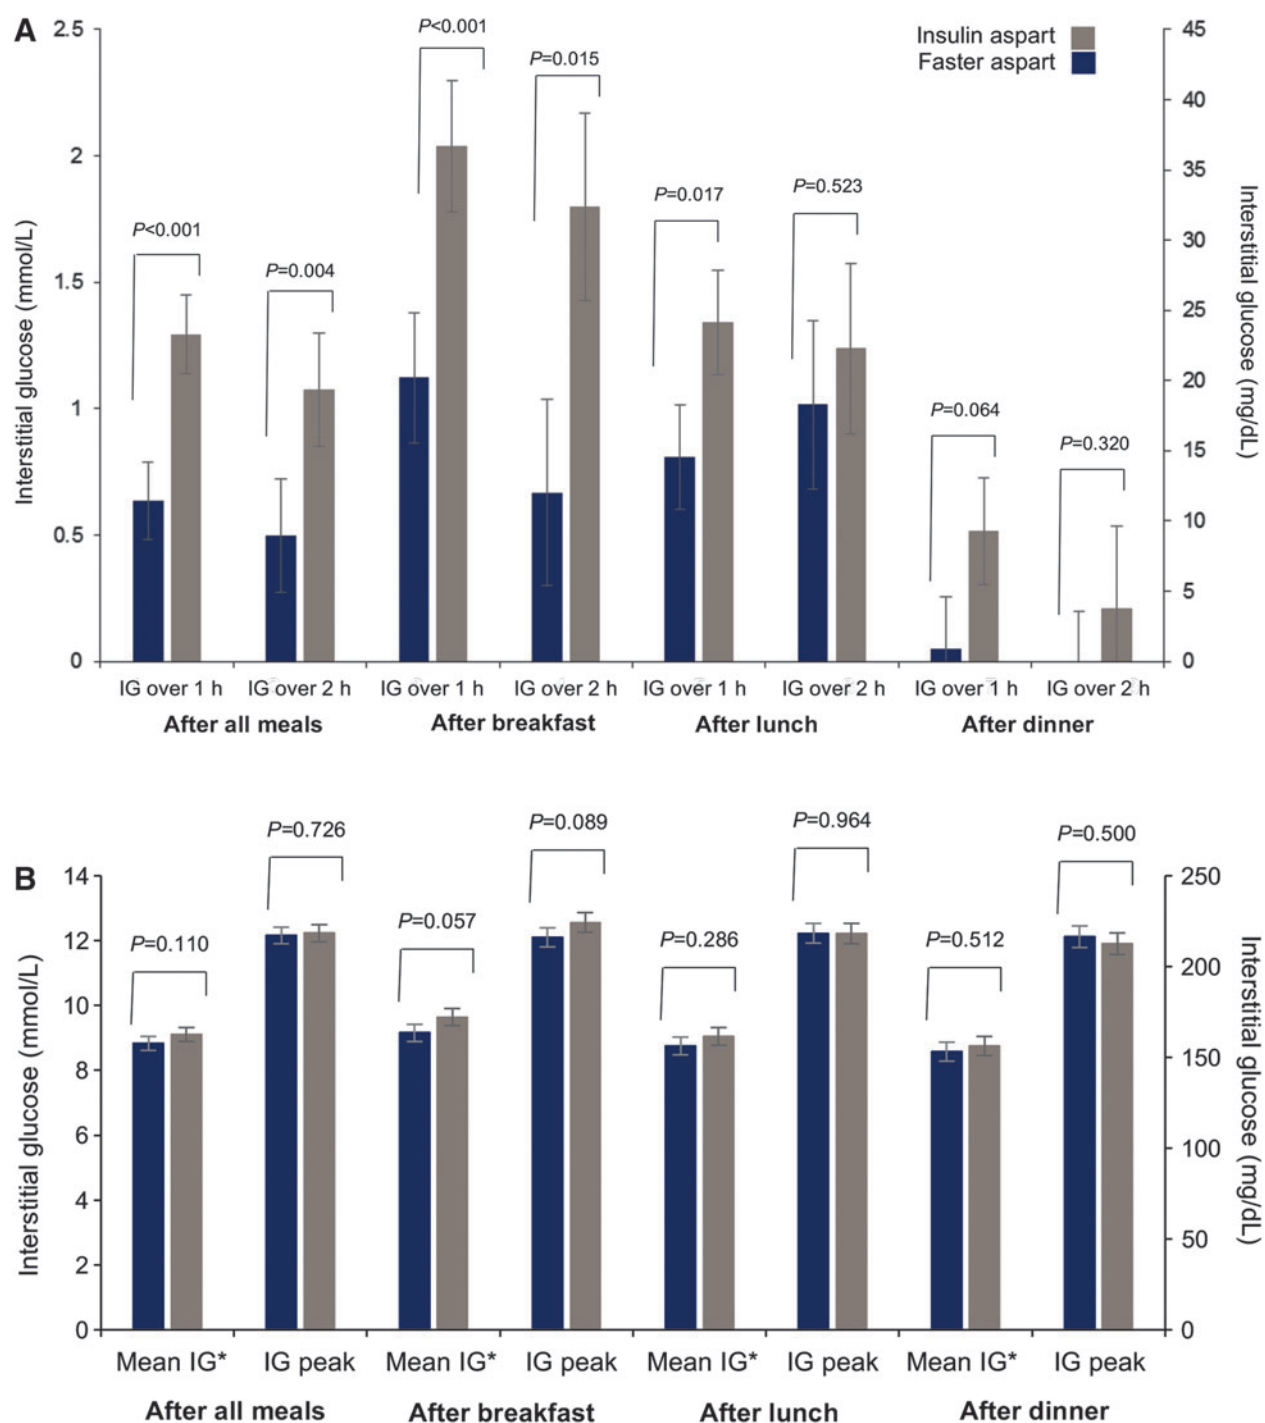 A
Insulin aspart
Faster aspart
Interstitial glucose (mmol/L)
2.5
2
1.5
1
0.5
0
Interstitial glucose (mg/dL)
45
40
35
30
25
20
15
10
5
0
P<0.001
P=0.004
P<0.001
P=0.015
P=0.017
P=0.523
P=0.064
P=0.320
IG over 1 h IG over 2 h IG over 1 h IG over 2 h IG over 1 h IG over 2 h IG over 1 h IG over 2 h
After all meals After breakfast After lunch After dinner
B
Interstitial glucose (mmol/L)
14
12
10
8
6
4
2
0
Interstitial glucose (mg/dL)
250
200
150
100
50
0
P=0.110
P=0.726
P=0.057
P=0.089
P=0.286
P=0.964
P=0.512
P=0.500
Mean IG* IG peak Mean IG* IG peak Mean IG* IG peak Mean IG* IG peak
After all meals After breakfast After lunch After dinner